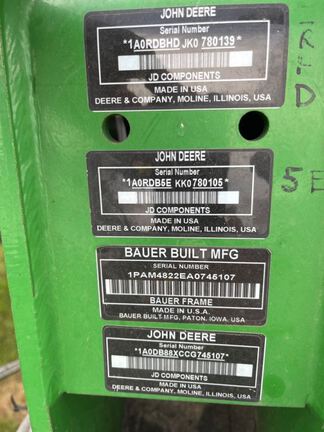 JOHN DEERE
Serial Number
*1A0RDBHD JK0 780139*
JD COMPONENTS
MADE IN USA
DEERE & COMPANY, MOLINE, ILLINOIS, USA
JOHN DEERE
Serial Number
*1A0RDB5E KK0780105*
JD COMPONENTS
MADE IN USA
DEERE & COMPANY, MOLINE, ILLINOIS, USA
5E
BAUER BUILT MFG
SERIAL NUMBER
1PAM4822EA0745107
BAUER FRAME
MADE IN U.S.A.
BAUER BUILT MFG, PATON, IOWA, USA
JOHN DEERE
Serial Number
*1A0DB88XCCG745107*
JD COMPONENTS
MADE IN USA
DEERE & COMPANY, MOLINE, ILLINOIS, USA